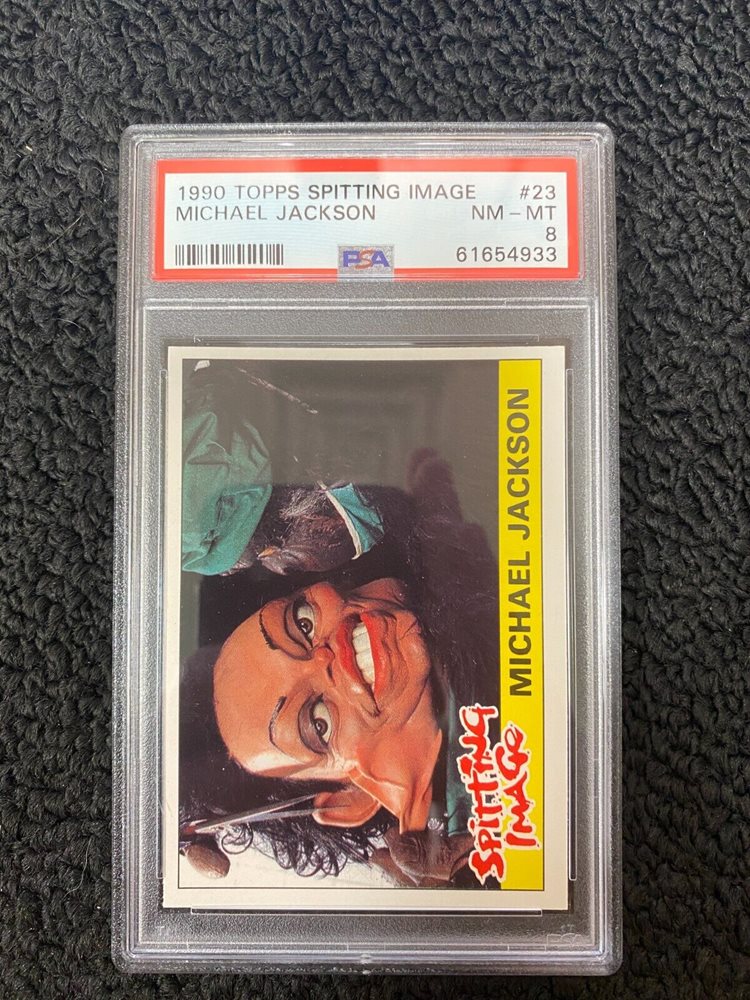 1990 TOPPS SPITTING IMAGE #23
MICHAEL JACKSON NM-MT
8
PSA 61654933
MICHAEL JACKSON
SPITTING
IMAGE